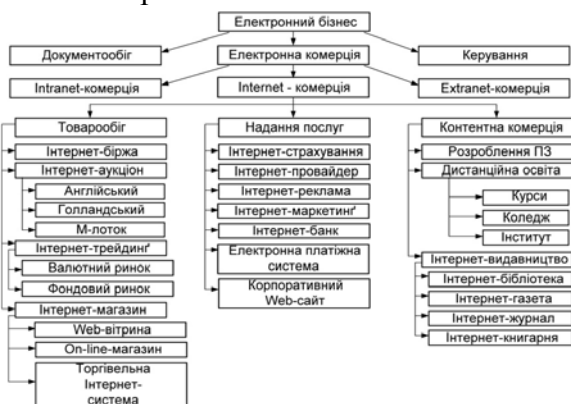 Електронний бізнес
Документообіг
Електронна комерція
Керування
Intranet-комерція
Internet - комерція
Extranet-комерція
Товарообіг
Інтернет-біржа
Інтернет-аукціон
Англійський
Голландський
М-лоток
Інтернет-трейдинґ
Валютний ринок
Фондовий ринок
Інтернет-магазин
Web-вітрина
On-line-магазин
Торгівельна
Інтернет-
система
Надання послуг
Інтернет-страхування
Інтернет-провайдер
Інтернет-реклама
Інтернет-маркетинґ
Інтернет-банк
Електронна платіжна
система
Корпоративний
Web-сайт
Контентна комерція
Розроблення ПЗ
Дистанційна освіта
Курси
Коледж
Інститут
Інтернет-видавництво
Інтернет-бібліотека
Інтернет-газета
Інтернет-журнал
Інтернет-книгарня